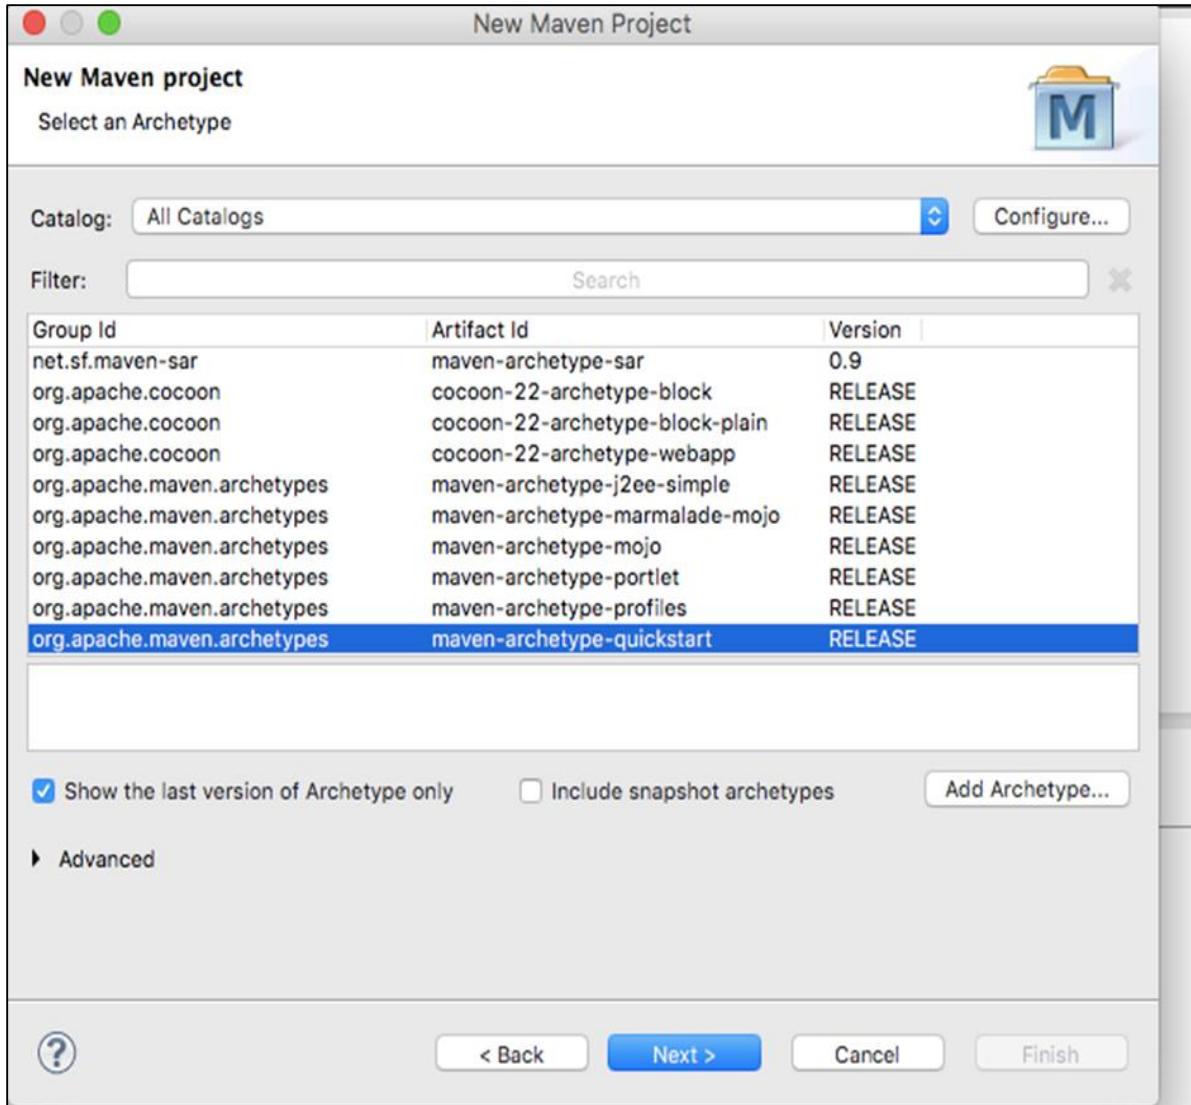 New Maven Project
New Maven project
Select an Archetype
M
Catalog: All Catalogs Configure...
Filter: Search
Group Id Artifact Id Version
net.sf.maven-sar maven-archetype-sar 0.9
org.apache.cocoon cocoon-22-archetype-block RELEASE
org.apache.cocoon cocoon-22-archetype-block-plain RELEASE
org.apache.cocoon cocoon-22-archetype-webapp RELEASE
org.apache.maven.archetypes maven-archetype-j2ee-simple RELEASE
org.apache.maven.archetypes maven-archetype-marmalade-mojo RELEASE
org.apache.maven.archetypes maven-archetype-mojo RELEASE
org.apache.maven.archetypes maven-archetype-portlet RELEASE
org.apache.maven.archetypes maven-archetype-profiles RELEASE
org.apache.maven.archetypes maven-archetype-quickstart RELEASE
Show the last version of Archetype only Include snapshot archetypes Add Archetype...
Advanced
? < Back Next > Cancel Finish